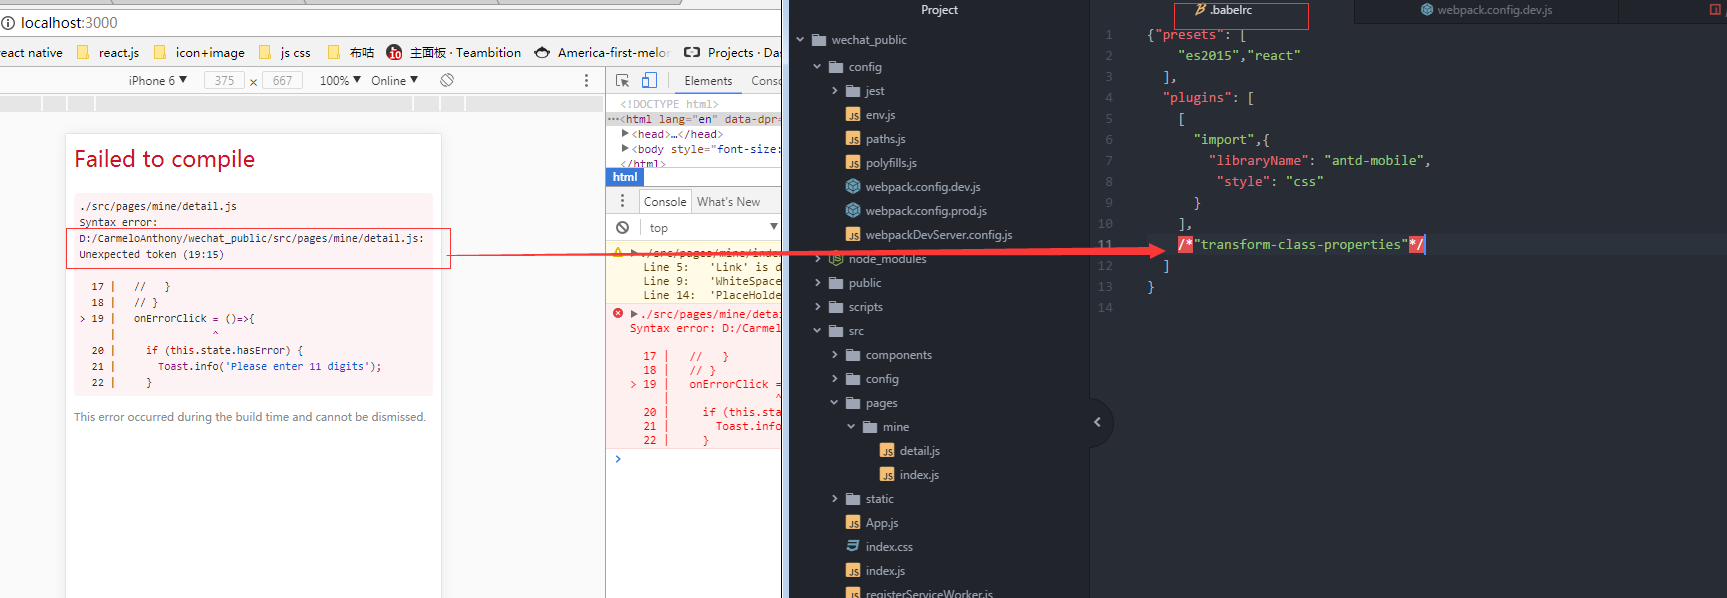 localhost:3000
eact native
react.js
icon+image
js css
布咕
主面板 · Teambition
America-first-melor
Projects · Das
iPhone 6 ▼
375 x 667
100% ▼
Online ▼
Elements
Conso
<!DOCTYPE html>
···<html lang="en" data-dpr=
▶<head>…</head>
▶<body style="font-size:
</html>
html
Console
What's New
top
▶./src/pages/mine/inde
Line 5: 'Link' is d
Line 9: 'WhiteSpace
Line 14: 'PlaceHolde
▶./src/pages/mine/detai
Syntax error: D:/Carmel
17 | // }
18 | // }
> 19 | onErrorClick =
| ^
20 | if (this.sta
21 | Toast.info
22 | }
Failed to compile
./src/pages/mine/detail.js
Syntax error:
D:/CarmeloAnthony/wechat_public/src/pages/mine/detail.js:
Unexpected token (19:15)
17 | // }
18 | // }
> 19 | onErrorClick = ()=>{
| ^
20 | if (this.state.hasError) {
21 | Toast.info('Please enter 11 digits');
22 | }
This error occurred during the build time and cannot be dismissed.
Project
wechat_public
config
jest
env.js
paths.js
polyfills.js
webpack.config.dev.js
webpack.config.prod.js
webpackDevServer.config.js
node_modules
public
scripts
src
components
config
pages
mine
detail.js
index.js
static
App.js
index.css
index.js
registerServiceWorker.js
.babelrc
webpack.config.dev.js
1 {"presets": [
2 "es2015","react"
3 ],
4 "plugins": [
5 [
6 "import",{
7 "libraryName": "antd-mobile",
8 "style": "css"
9 }
10 ],
11 /*"transform-class-properties"*/
12 ]
13 }
14